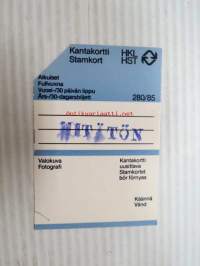 Kantakortti HKL
Stamkort HST
Aikuiset
Fullvuxna
Vuosi-/30 päivän lippu
Års-/30-dagarsbiljett 280/85
MITÄTÖN
Valokuva Kantakortti
Fotografi uusittava
Stamkortet
bör förnyas
Käännä
Vänd